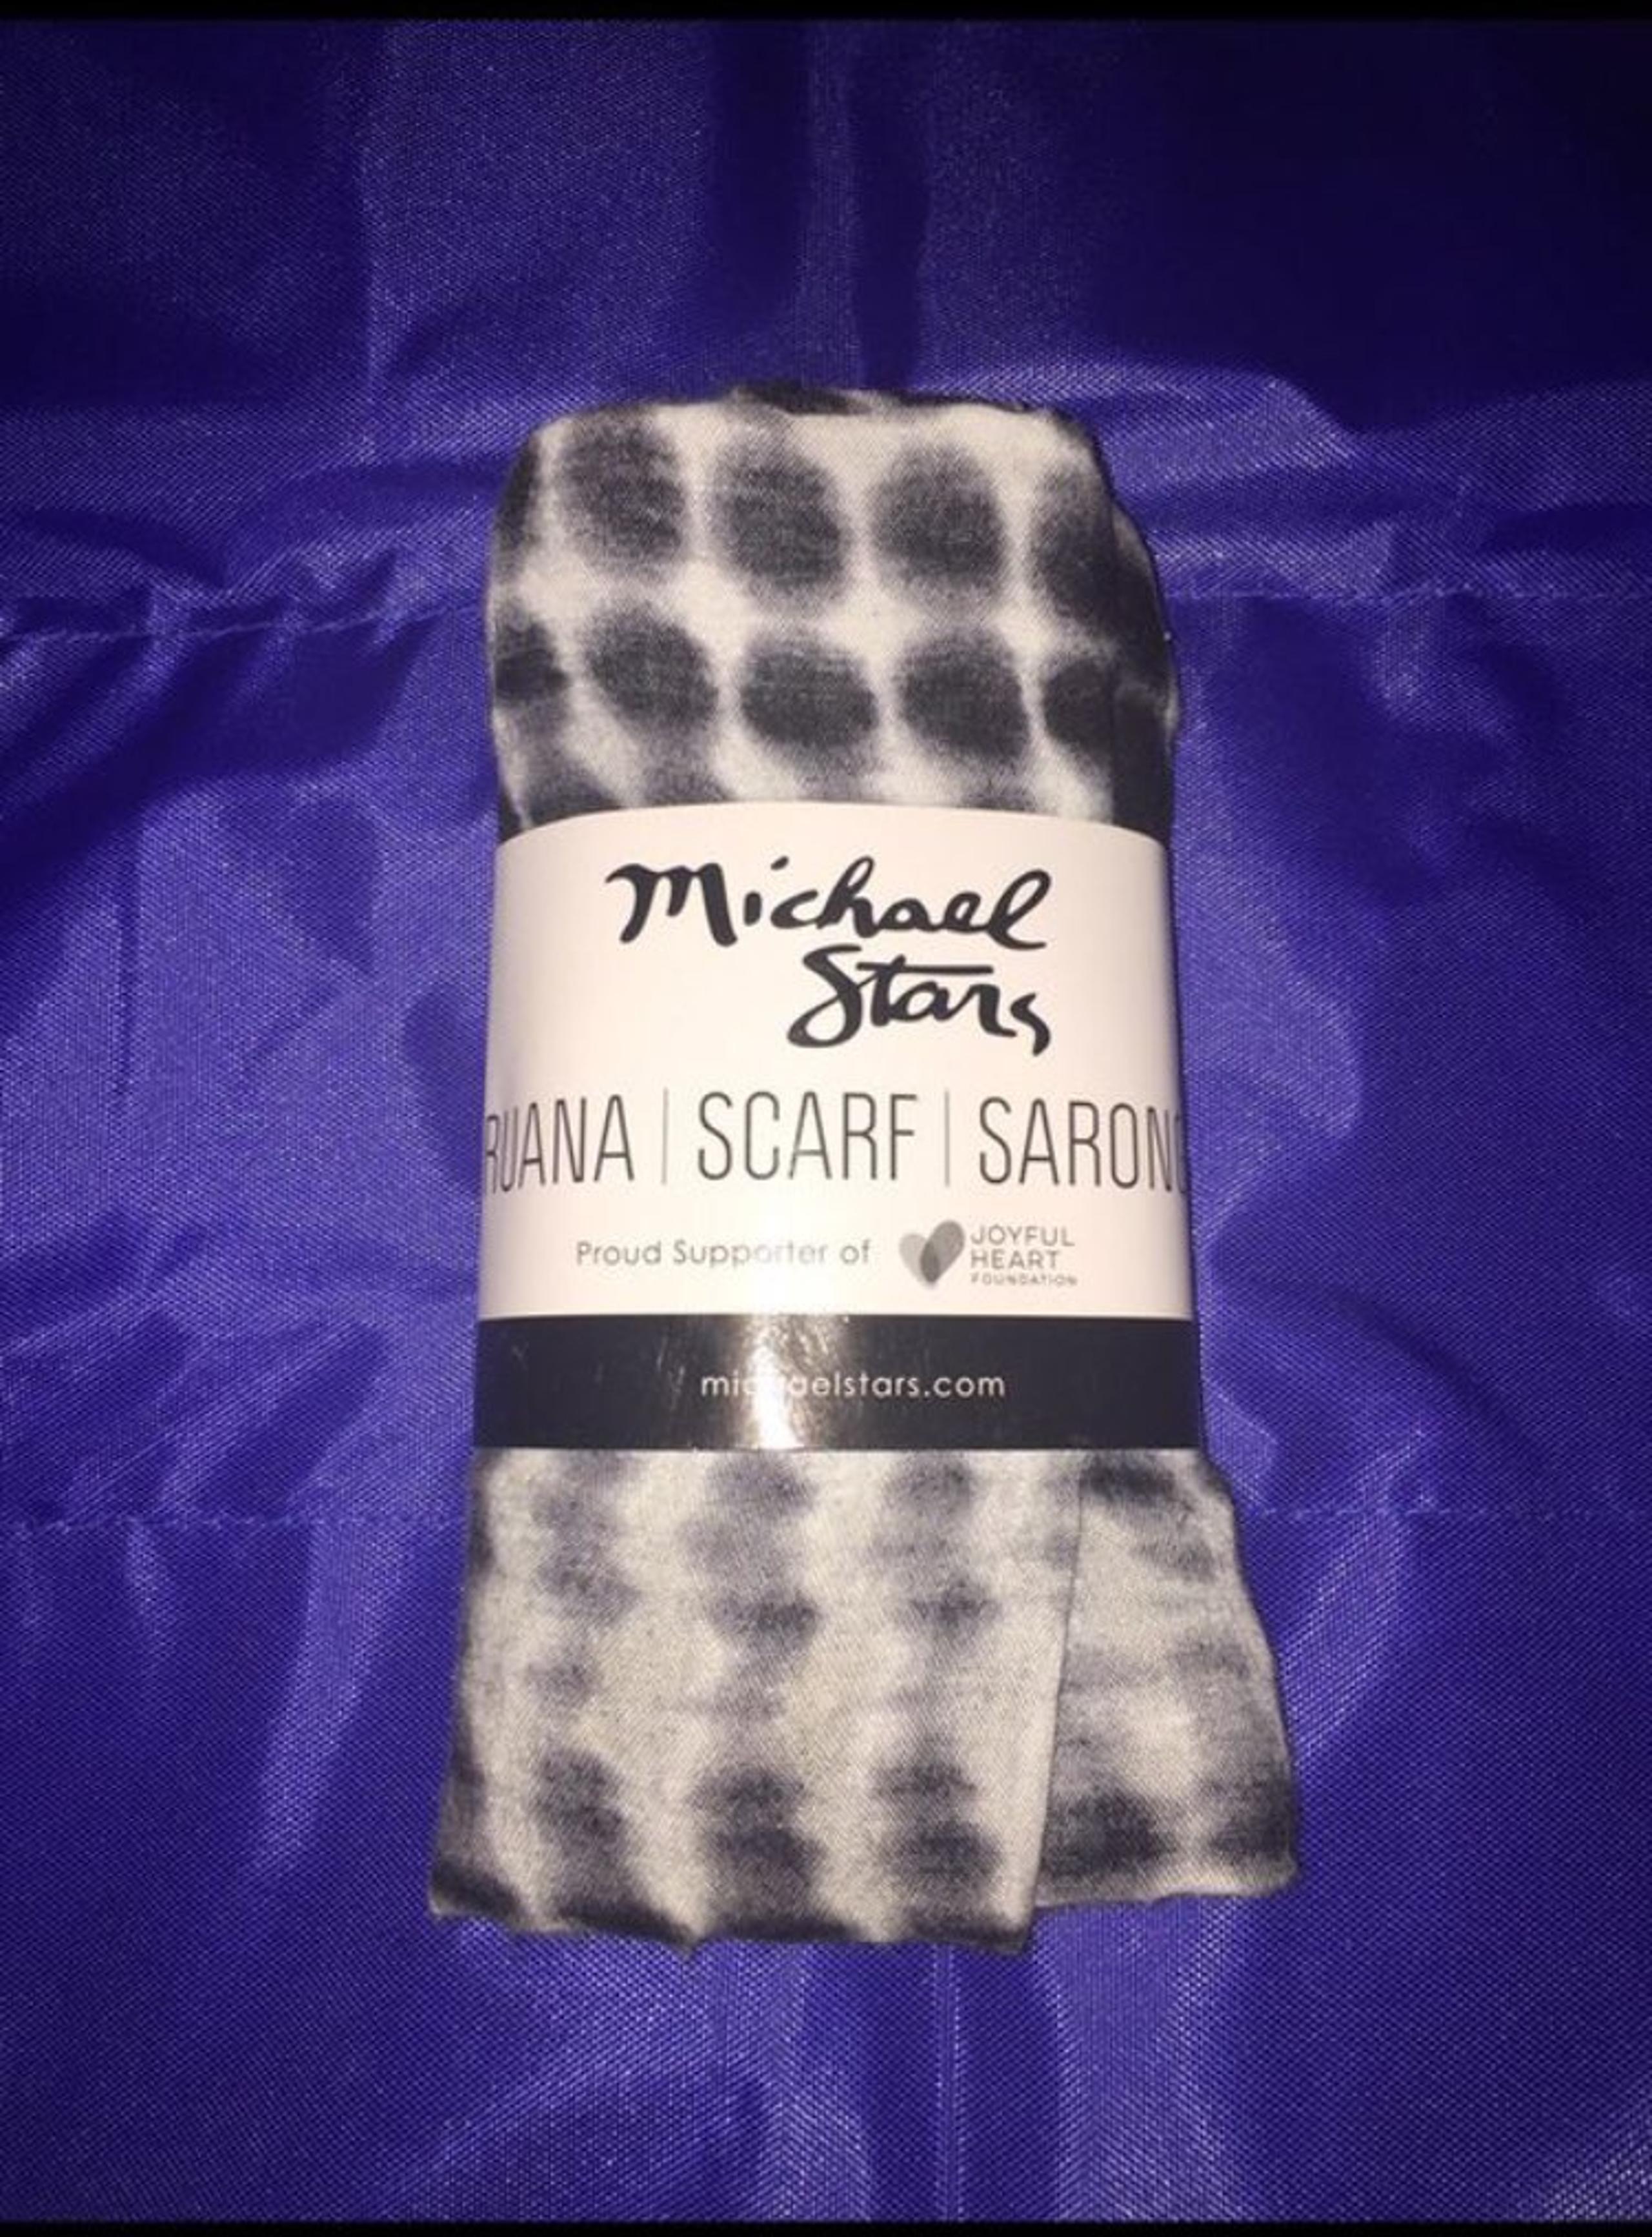 Michael
Stars
RUANA | SCARF | SARONG
Proud Supporter of
JOYFUL
HEART
FOUNDATION
michaelstars.com